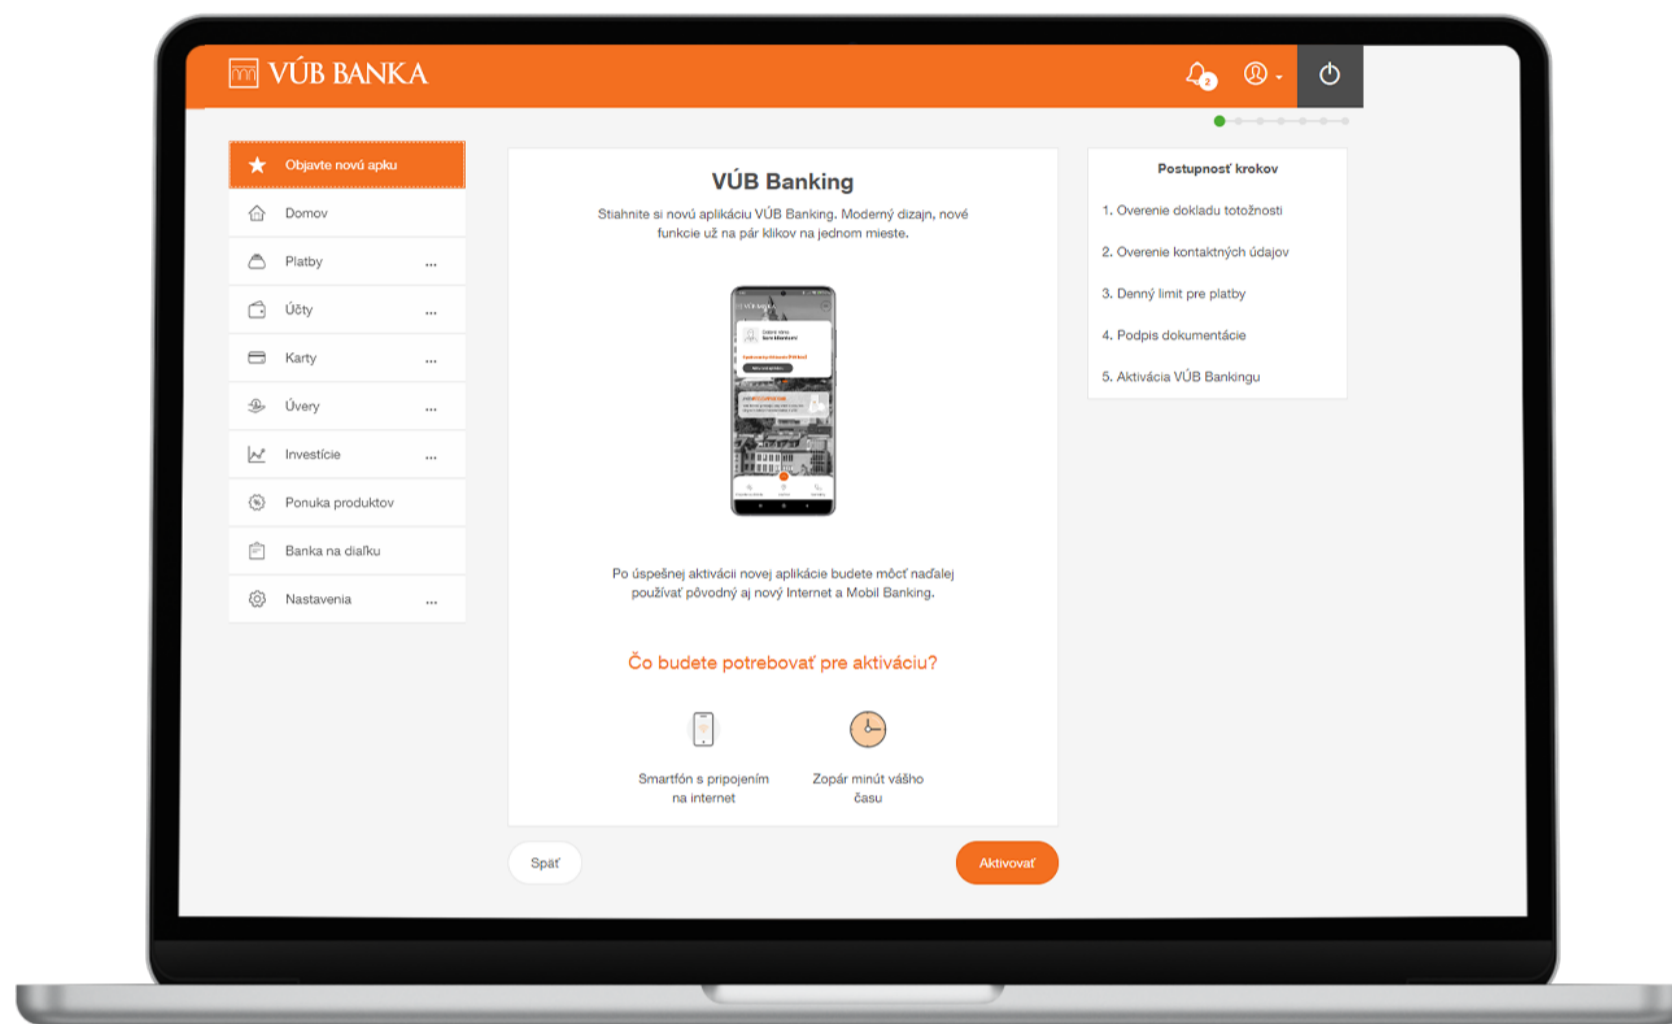 VÚB BANKA
2
Objavte novú apku
Domov
Platby
...
Účty
...
Karty
...
Úvery
...
Investície
...
Ponuka produktov
Banka na diaľku
Nastavenia
...
VÚB Banking
Stiahnite si novú aplikáciu VÚB Banking. Moderný dizajn, nové
funkcie už na pár klikov na jednom mieste.
Po úspešnej aktivácii novej aplikácie budete môcť naďalej
používať pôvodný aj nový Internet a Mobil Banking.
Čo budete potrebovať pre aktiváciu?
Smartfón s pripojením
na internet
Zopár minút vášho
času
Späť
Aktivovať
Postupnosť krokov
1. Overenie dokladu totožnosti
2. Overenie kontaktných údajov
3. Denný limit pre platby
4. Podpis dokumentácie
5. Aktivácia VÚB Bankingu